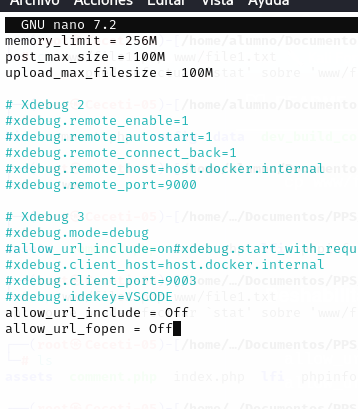 Archivo Acciones Editar Vista Ayuda
GNU nano 7.2
memory_limit = 256M
post_max_size = 100M
upload_max_filesize = 100M
# Xdebug 2
#xdebug.remote_enable=1
#xdebug.remote_autostart=1
#xdebug.remote_connect_back=1
#xdebug.remote_host=host.docker.internal
#xdebug.remote_port=9000
# Xdebug 3
#xdebug.mode=debug
#allow_url_include=on#xdebug.start_with_requ
#xdebug.client_host=host.docker.internal
#xdebug.client_port=9003
#xdebug.idekey=VSCODE
allow_url_include = Off
allow_url_fopen = Off